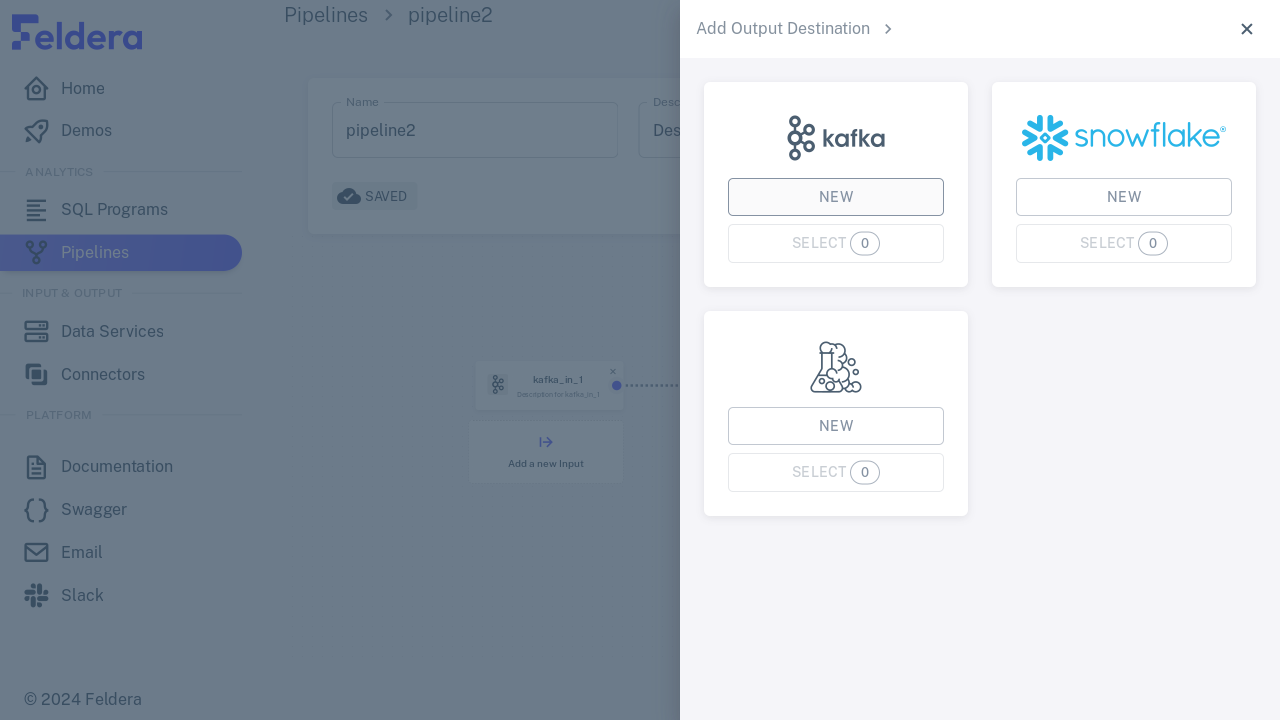 Feldera
Home
Demos
ANALYTICS
SQL Programs
Pipelines
INPUT & OUTPUT
Data Services
Connectors
PLATFORM
Documentation
Swagger
Email
Slack
© 2024 Feldera
Pipelines > pipeline2
Name
pipeline2
Desc
Des
SAVED
kafka_in_1
Description for kafka_in_1
Add a new Input
Add Output Destination >
kafka
NEW
SELECT 0
snowflake®
NEW
SELECT 0
NEW
SELECT 0